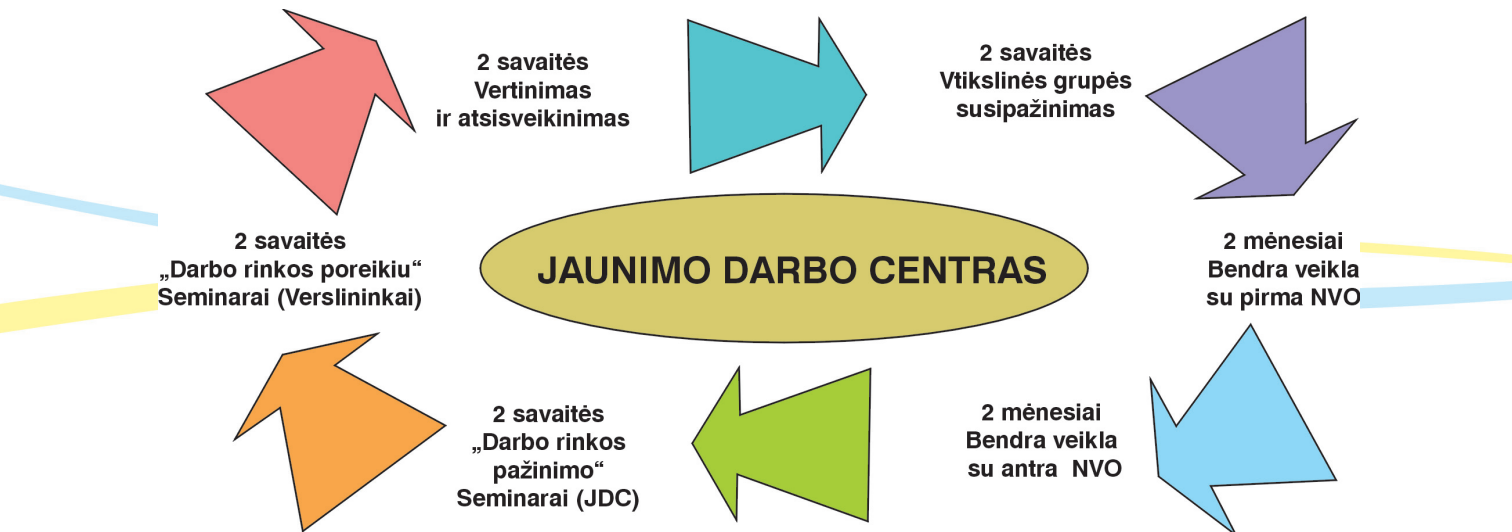 2 savaitės
Vertinimas
ir atsisveikinimas
2 savaitės
Vtikslinės grupės
susipažinimas
2 savaitės
„Darbo rinkos poreikiu“
Seminarai (Verslininkai)
JAUNIMO DARBO CENTRAS
2 mėnesiai
Bendra veikla
su pirma NVO
2 savaitės
„Darbo rinkos
pažinimo“
Seminarai (JDC)
2 mėnesiai
Bendra veikla
su antra NVO